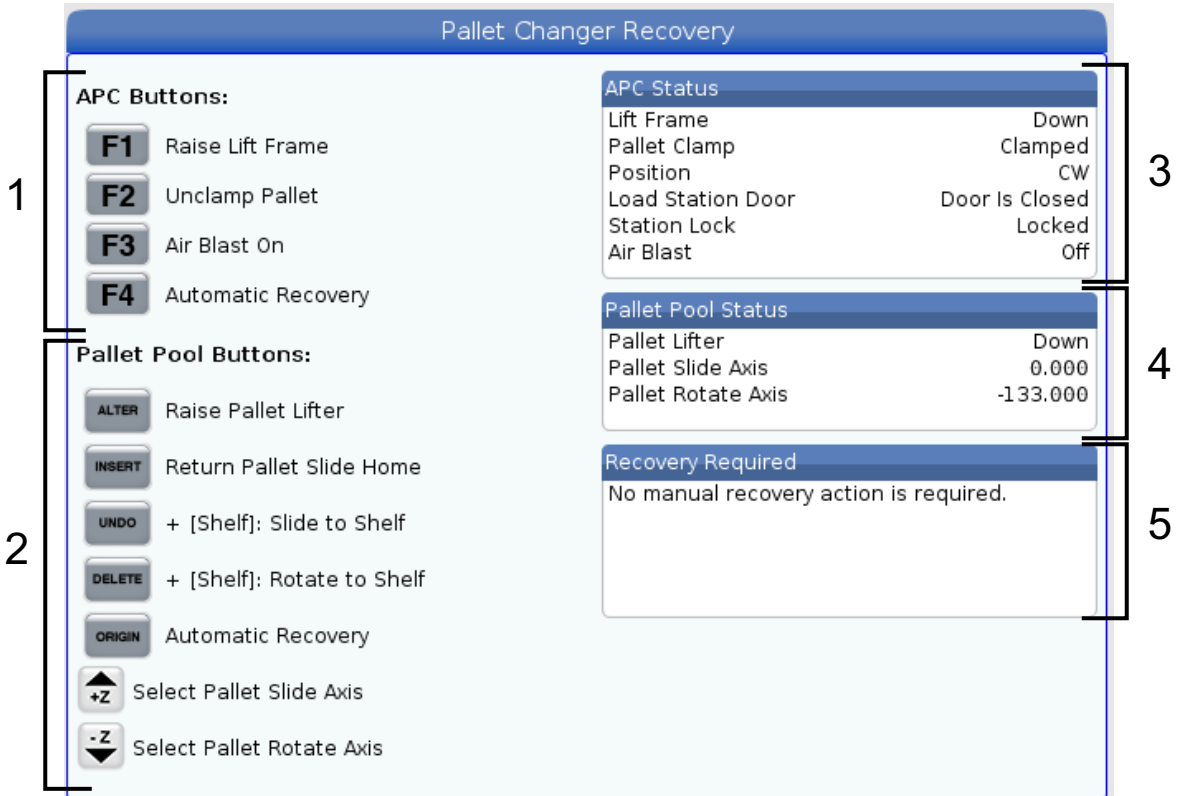 Pallet Changer Recovery
1
APC Buttons:
F1 Raise Lift Frame
F2 Unclamp Pallet
F3 Air Blast On
F4 Automatic Recovery
2
Pallet Pool Buttons:
ALTER Raise Pallet Lifter
INSERT Return Pallet Slide Home
UNDO + [Shelf]: Slide to Shelf
DELETE + [Shelf]: Rotate to Shelf
ORIGIN Automatic Recovery
+Z Select Pallet Slide Axis
-Z Select Pallet Rotate Axis
3
APC Status
Lift Frame Down
Pallet Clamp Clamped
Position CW
Load Station Door Door Is Closed
Station Lock Locked
Air Blast Off
4
Pallet Pool Status
Pallet Lifter Down
Pallet Slide Axis 0.000
Pallet Rotate Axis -133.000
5
Recovery Required
No manual recovery action is required.